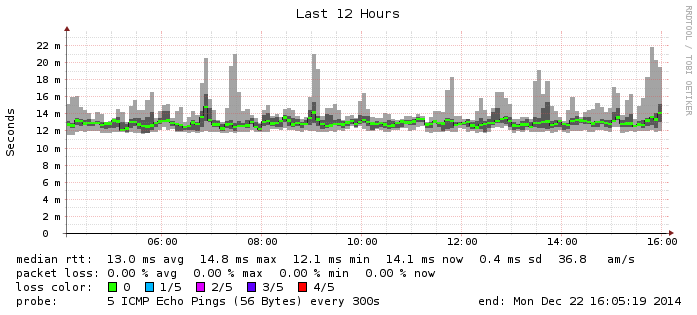 Last 12 Hours
RRDTOOL / TOBI OETIKER
Seconds
22 m
20 m
18 m
16 m
14 m
12 m
10 m
8 m
6 m
4 m
2 m
0
06:00 08:00 10:00 12:00 14:00 16:00
median rtt: 13.0 ms avg 14.8 ms max 12.1 ms min 14.1 ms now 0.4 ms sd 36.8 am/s
packet loss: 0.00 % avg 0.00 % max 0.00 % min 0.00 % now
loss color: 0 1/5 2/5 3/5 4/5
probe: 5 ICMP Echo Pings (56 Bytes) every 300s end: Mon Dec 22 16:05:19 2014